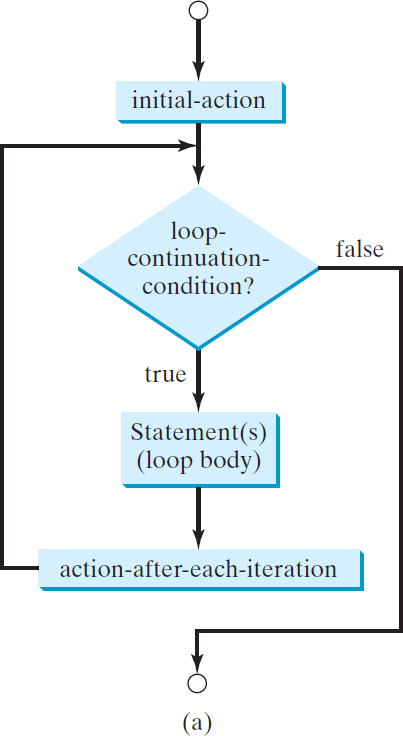 initial-action
loop-
continuation-
condition?
false
true
Statement(s)
(loop body)
action-after-each-iteration
(a)